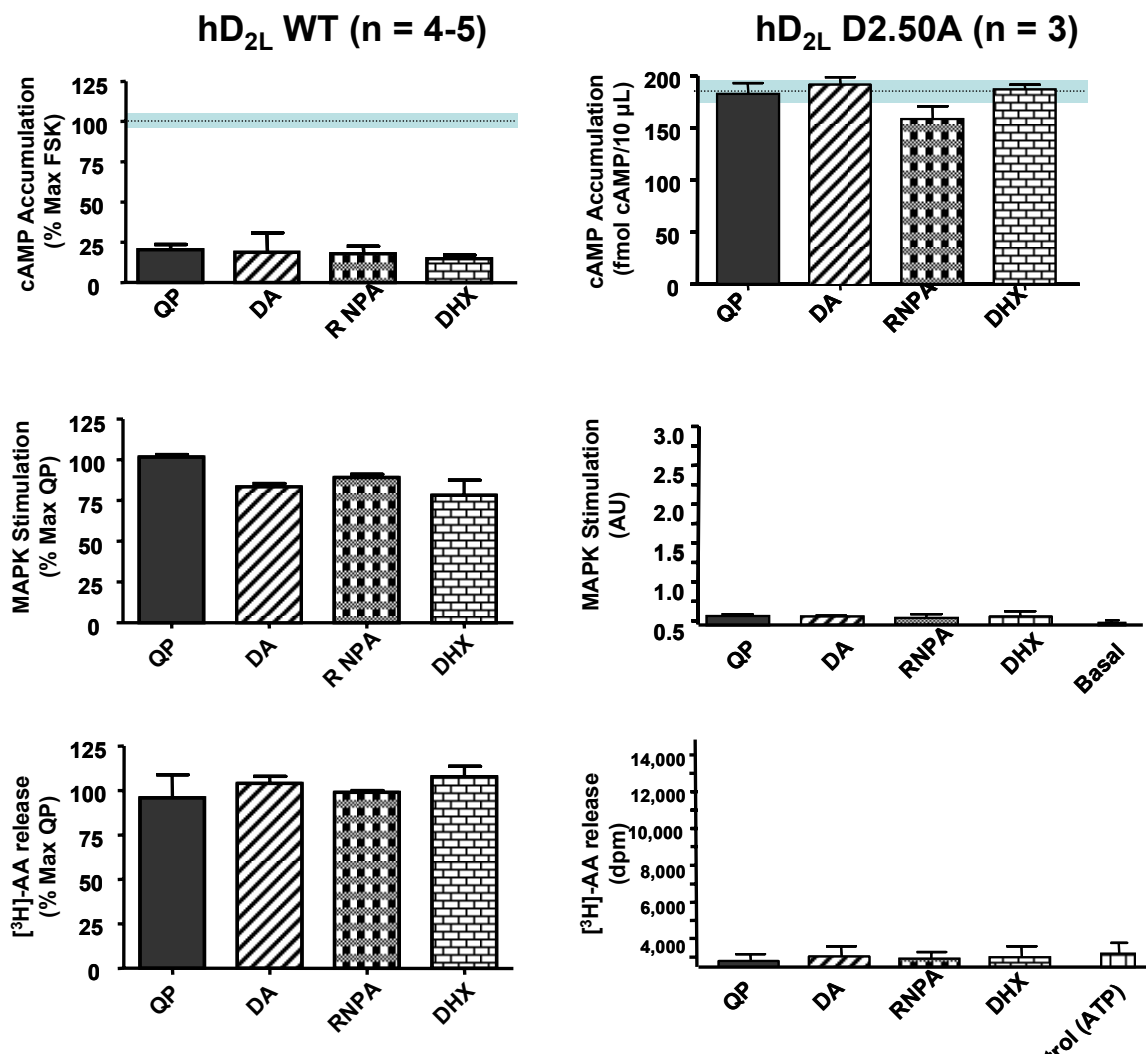 hD2L WT (n = 4-5)
hD2L D2.50A (n = 3)
cAMP Accumulation
(% Max FSK)
125
100
75
50
25
0
QP
DA
R NPA
DHX
cAMP Accumulation
(fmol cAMP/10 µL)
200
150
100
50
0
QP
DA
RNPA
DHX
MAPK Stimulation
(% Max QP)
125
100
75
50
25
0
QP
DA
R NPA
DHX
MAPK Stimulation
(AU)
3.0
2.5
2.0
1.5
1.0
0.5
QP
DA
RNPA
DHX
Basal
[³H]-AA release
(% Max QP)
125
100
75
50
25
0
QP
DA
RNPA
DHX
[³H]-AA release
(dpm)
14,000
12,000
10,000
8,000
6,000
4,000
QP
DA
RNPA
DHX
trol (ATP)